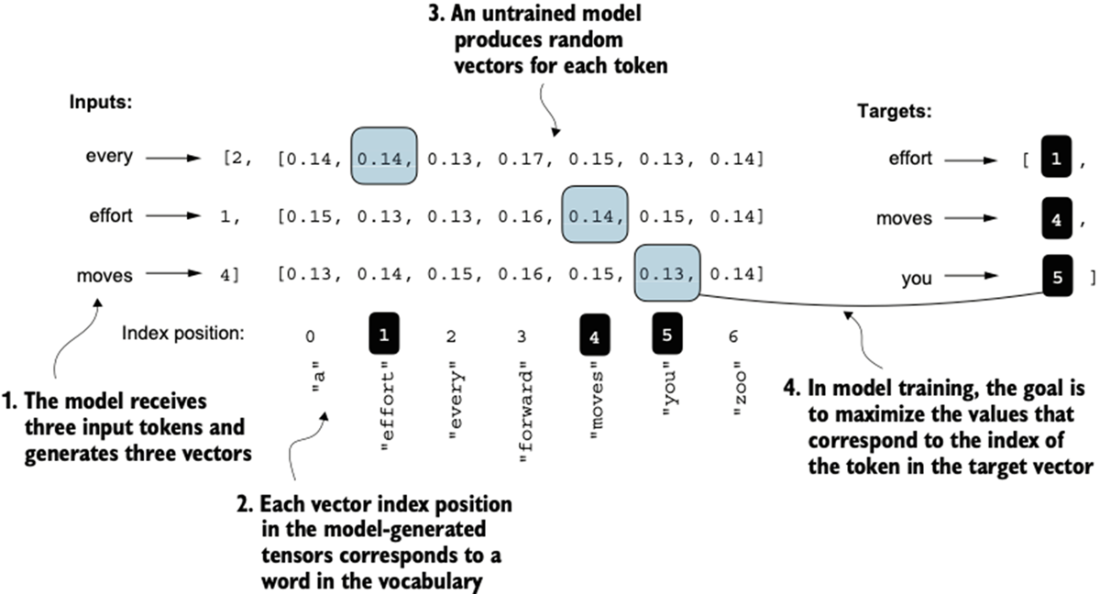 3. An untrained model
produces random
vectors for each token
Inputs:
Targets:
every [2, [0.14, 0.14, 0.13, 0.17, 0.15, 0.13, 0.14] effort [ 1 ,
effort 1, [0.15, 0.13, 0.13, 0.16, 0.14, 0.15, 0.14] moves 4 ,
moves 4] [0.13, 0.14, 0.15, 0.16, 0.15, 0.13, 0.14] you 5 ]
Index position: 0 1 2 3 4 5 6
"a" "effort" "every" "forward" "moves" "you" "zoo"
1. The model receives
three input tokens and
generates three vectors
4. In model training, the goal is
to maximize the values that
correspond to the index of
the token in the target vector
2. Each vector index position
in the model-generated
tensors corresponds to a
word in the vocabulary